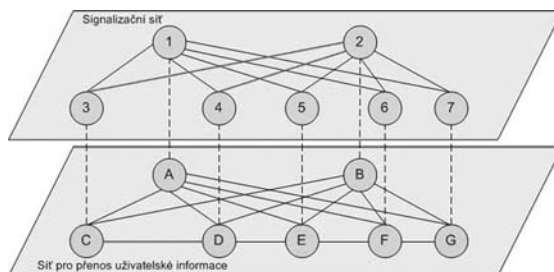 Signalizační síť
1 2
3 4 5 6 7
A B
C D E F G
Síť pro přenos uživatelské informace